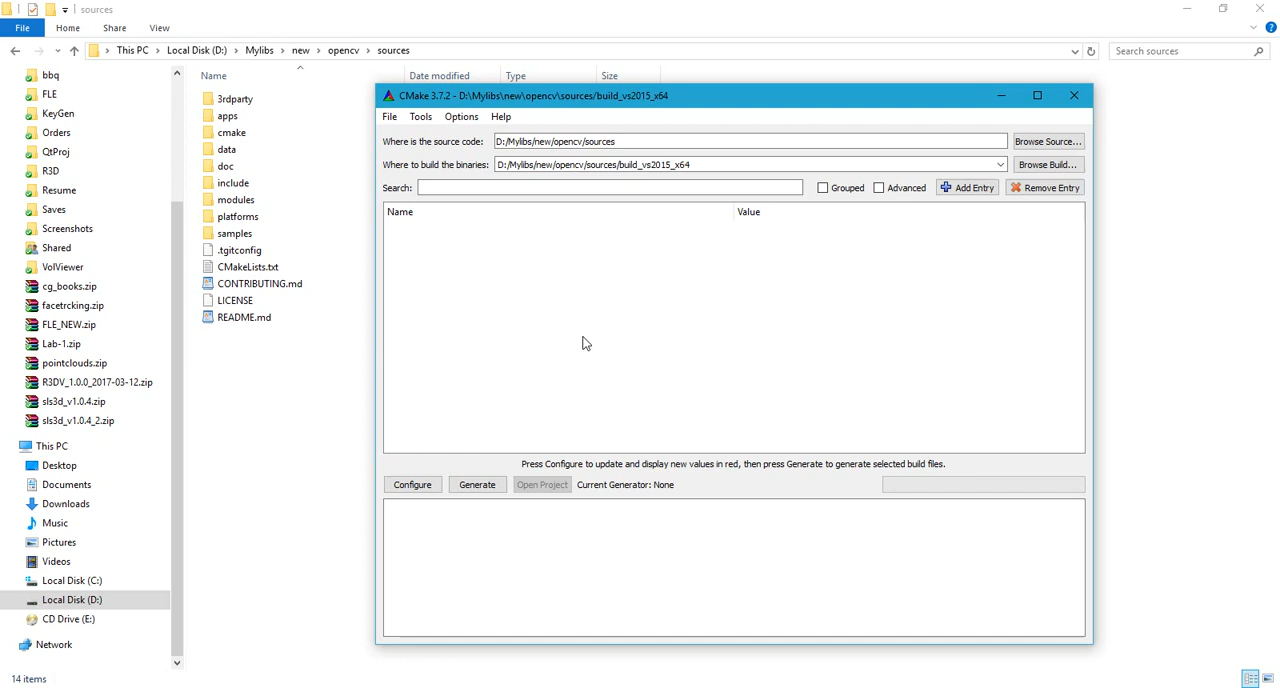 sources
File
Home
Share
View
This PC
Local Disk (D:)
Mylibs
new
opencv
sources
Search sources
Name
Date modified
Type
Size
bbq
FLE
KeyGen
Orders
QtProj
R3D
Resume
Saves
Screenshots
Shared
VolViewer
cg_books.zip
facetrcking.zip
FLE_NEW.zip
Lab-1.zip
pointclouds.zip
R3DV_1.0.0_2017-03-12.zip
sls3d_v1.0.4.zip
sls3d_v1.0.4_2.zip
This PC
Desktop
Documents
Downloads
Music
Pictures
Videos
Local Disk (C:)
Local Disk (D:)
CD Drive (E:)
Network
14 items
3rdparty
apps
cmake
data
doc
include
modules
platforms
samples
.tgitconfig
CMakeLists.txt
CONTRIBUTING.md
LICENSE
README.md
CMake 3.7.2 - D:\Mylibs\new\opencv\sources/build_vs2015_x64
File
Tools
Options
Help
Where is the source code:
D:/Mylibs/new/opencv/sources
Browse Source...
Where to build the binaries:
D:/Mylibs/new/opencv/sources/build_vs2015_x64
Browse Build...
Search:
Grouped
Advanced
Add Entry
Remove Entry
Name
Value
Press Configure to update and display new values in red, then press Generate to generate selected build files.
Configure
Generate
Open Project
Current Generator: None